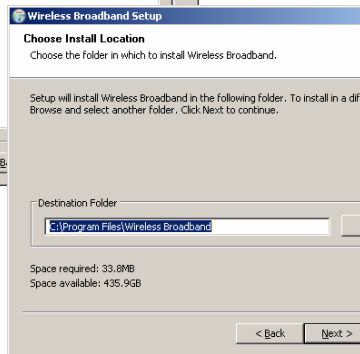 Wireless Broadband Setup
Choose Install Location
Choose the folder in which to install Wireless Broadband.
Setup will install Wireless Broadband in the following folder. To install in a dif
Browse and select another folder. Click Next to continue.
Destination Folder
C:\Program Files\Wireless Broadband
Space required: 33.8MB
Space available: 435.9GB
< Back
Next >